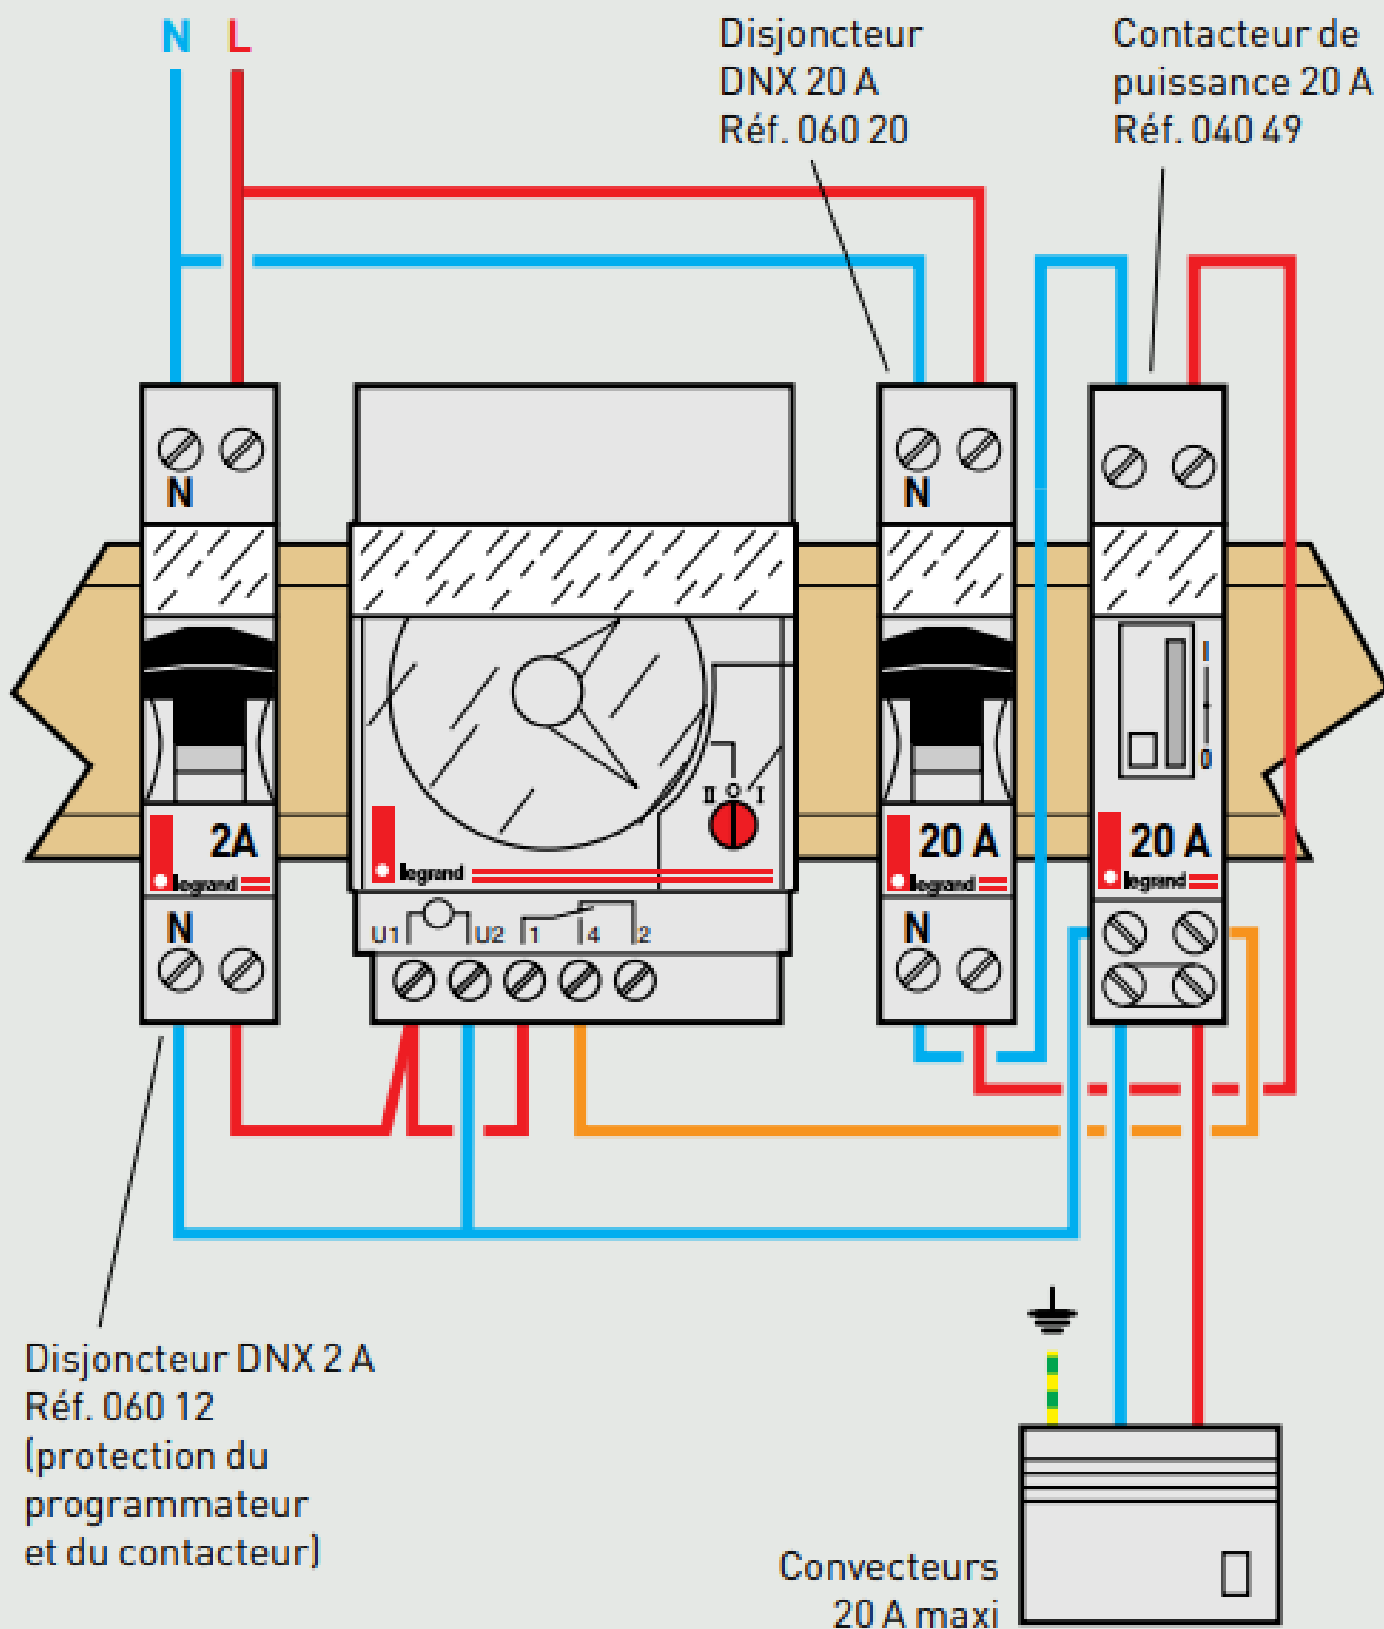 N L
Disjoncteur
DNX 20 A
Réf. 060 20
Contacteur de
puissance 20 A
Réf. 040 49
N
N
I
0
II O I
2A
legrand
legrand
20 A
legrand
20 A
legrand
N
U1 U2 1 4 2
N
Disjoncteur DNX 2 A
Réf. 060 12
(protection du
programmateur
et du contacteur)
Convecteurs
20 A maxi